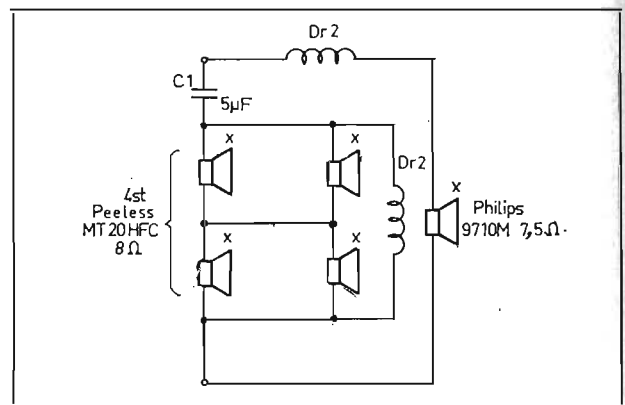 Dr 2
C1
5µF
x
x
Dr 2
4st
Peeless
MT 20 HFC
8Ω
x
x
x
Philips
9710M 7,5Ω.